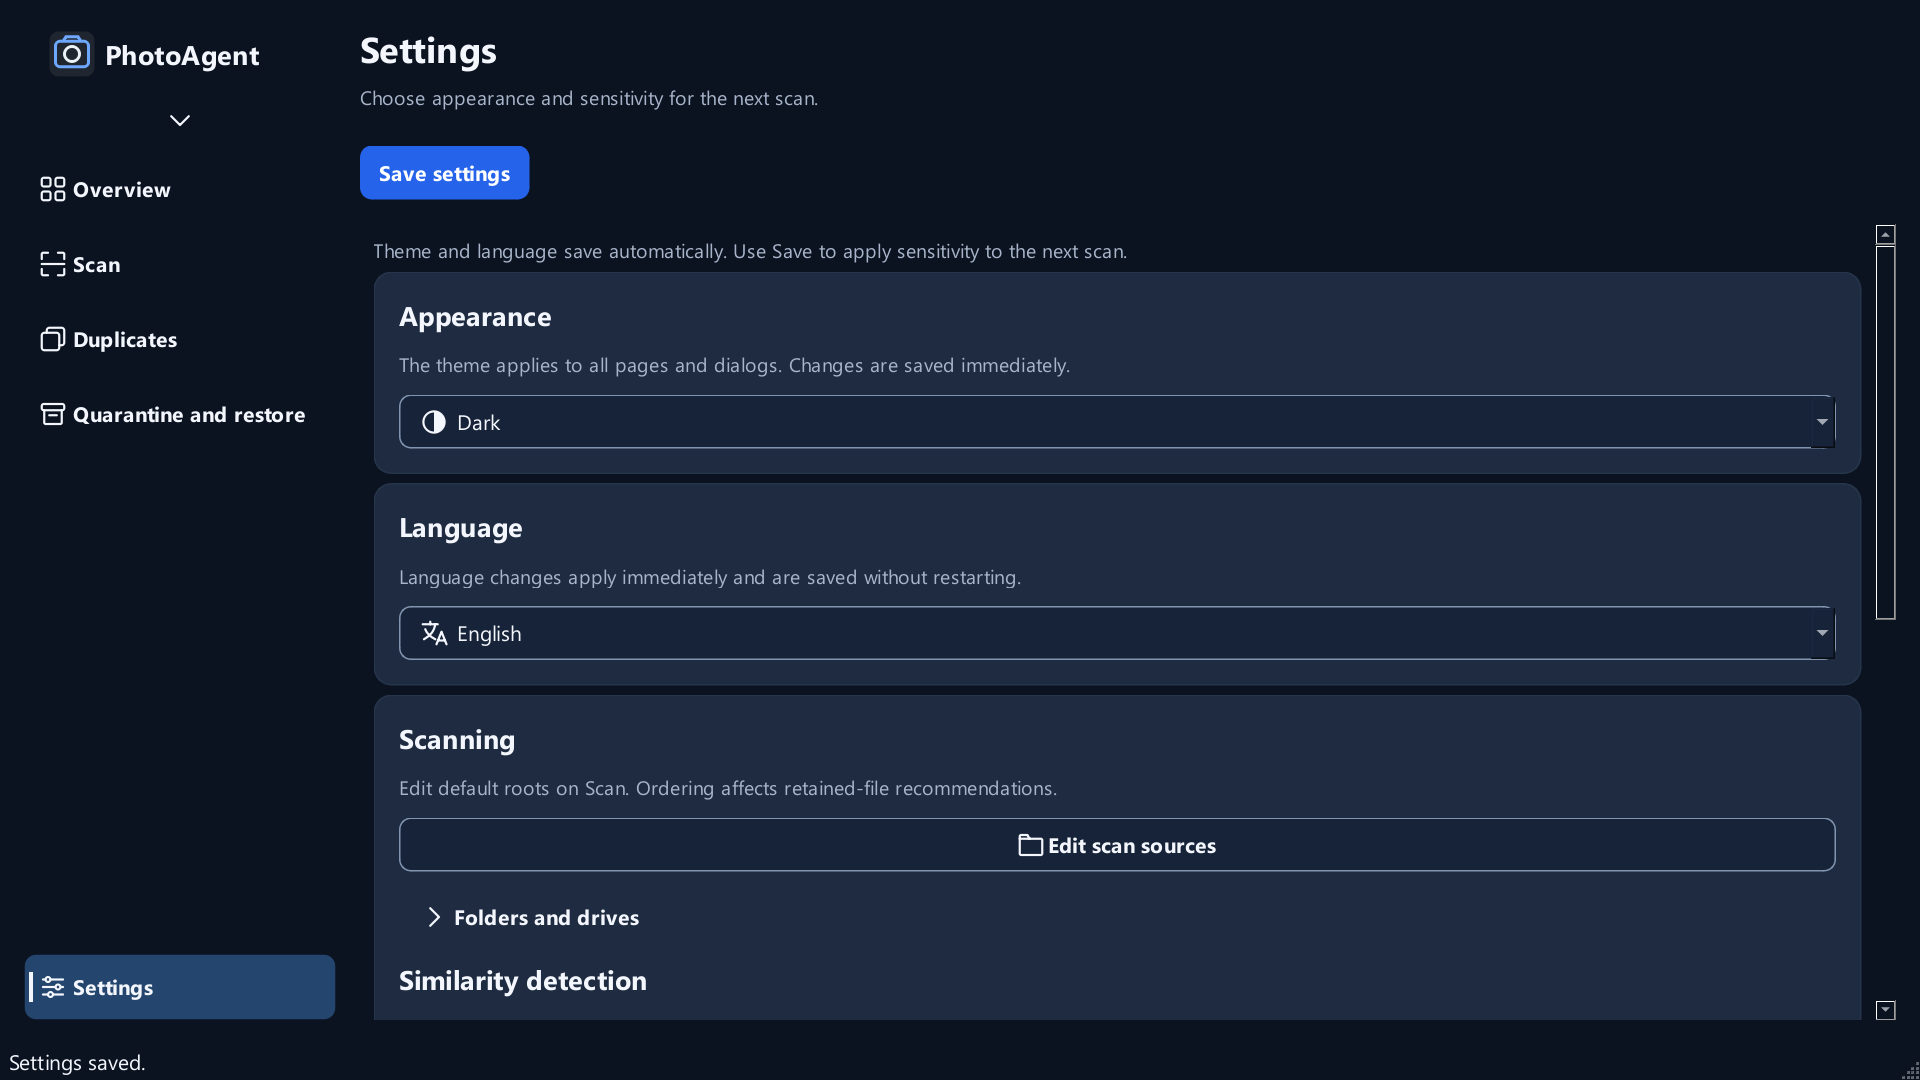 PhotoAgent
Overview
Scan
Duplicates
Quarantine and restore
Settings
Settings
Choose appearance and sensitivity for the next scan.
Save settings
Theme and language save automatically. Use Save to apply sensitivity to the next scan.
Appearance
The theme applies to all pages and dialogs. Changes are saved immediately.
Dark
Language
Language changes apply immediately and are saved without restarting.
English
Scanning
Edit default roots on Scan. Ordering affects retained-file recommendations.
Edit scan sources
Folders and drives
Similarity detection
Settings saved.